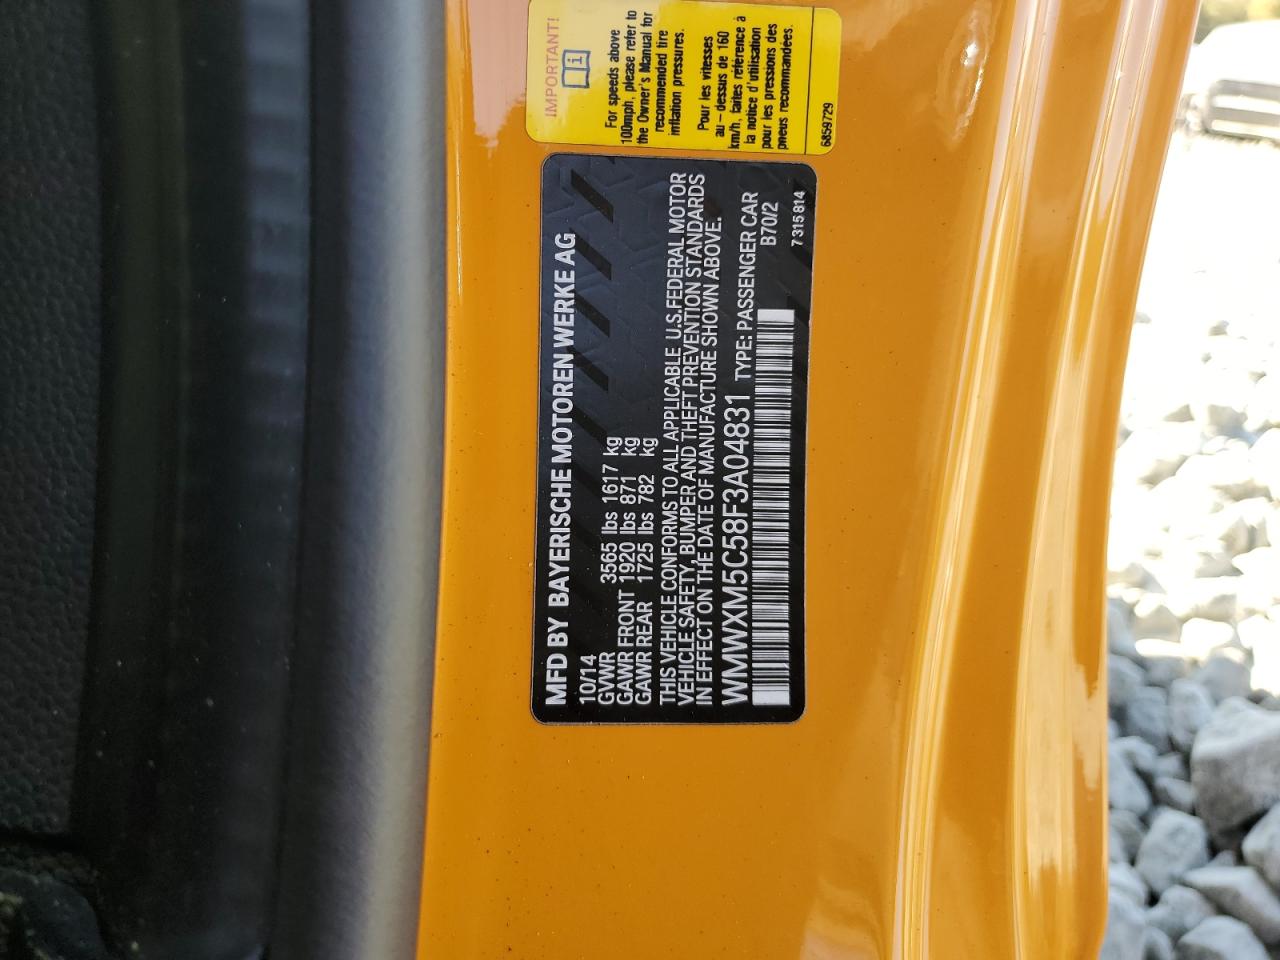 IMPORTANT!
For speeds above
100mph, please refer to
the Owner's Manual for
recommended tire
inflation pressures.
Pour les vitesses
au-dessus de 160
km/h, faites référence à
la notice d'utilisation
pour les pressions des
pneus recommandées.
6859729
MFD BY BAYERISCHE MOTOREN WERKE AG
10/14
GVWR 3565 lbs 1617 kg
GAWR FRONT 1920 lbs 871 kg
GAWR REAR 1725 lbs 782 kg
THIS VEHICLE CONFORMS TO ALL APPLICABLE U.S.FEDERAL MOTOR
VEHICLE SAFETY, BUMPER AND THEFT PREVENTION STANDARDS
IN EFFECT ON THE DATE OF MANUFACTURE SHOWN ABOVE.
WMWXM5C58F3A04831 TYPE: PASSENGER CAR
B70/2
7 315 814